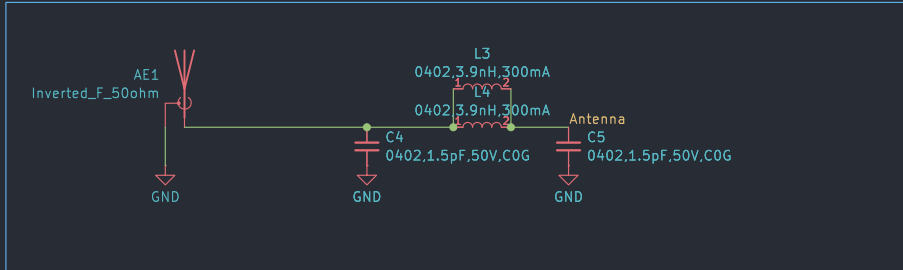 L3
AE1
0402,3.9nH,300mA
1 2
Inverted_F_50ohm
L4
0402,3.9nH,300mA
1 2
Antenna
C4
C5
0402,1.5pF,50V,C0G
0402,1.5pF,50V,C0G
GND
GND
GND